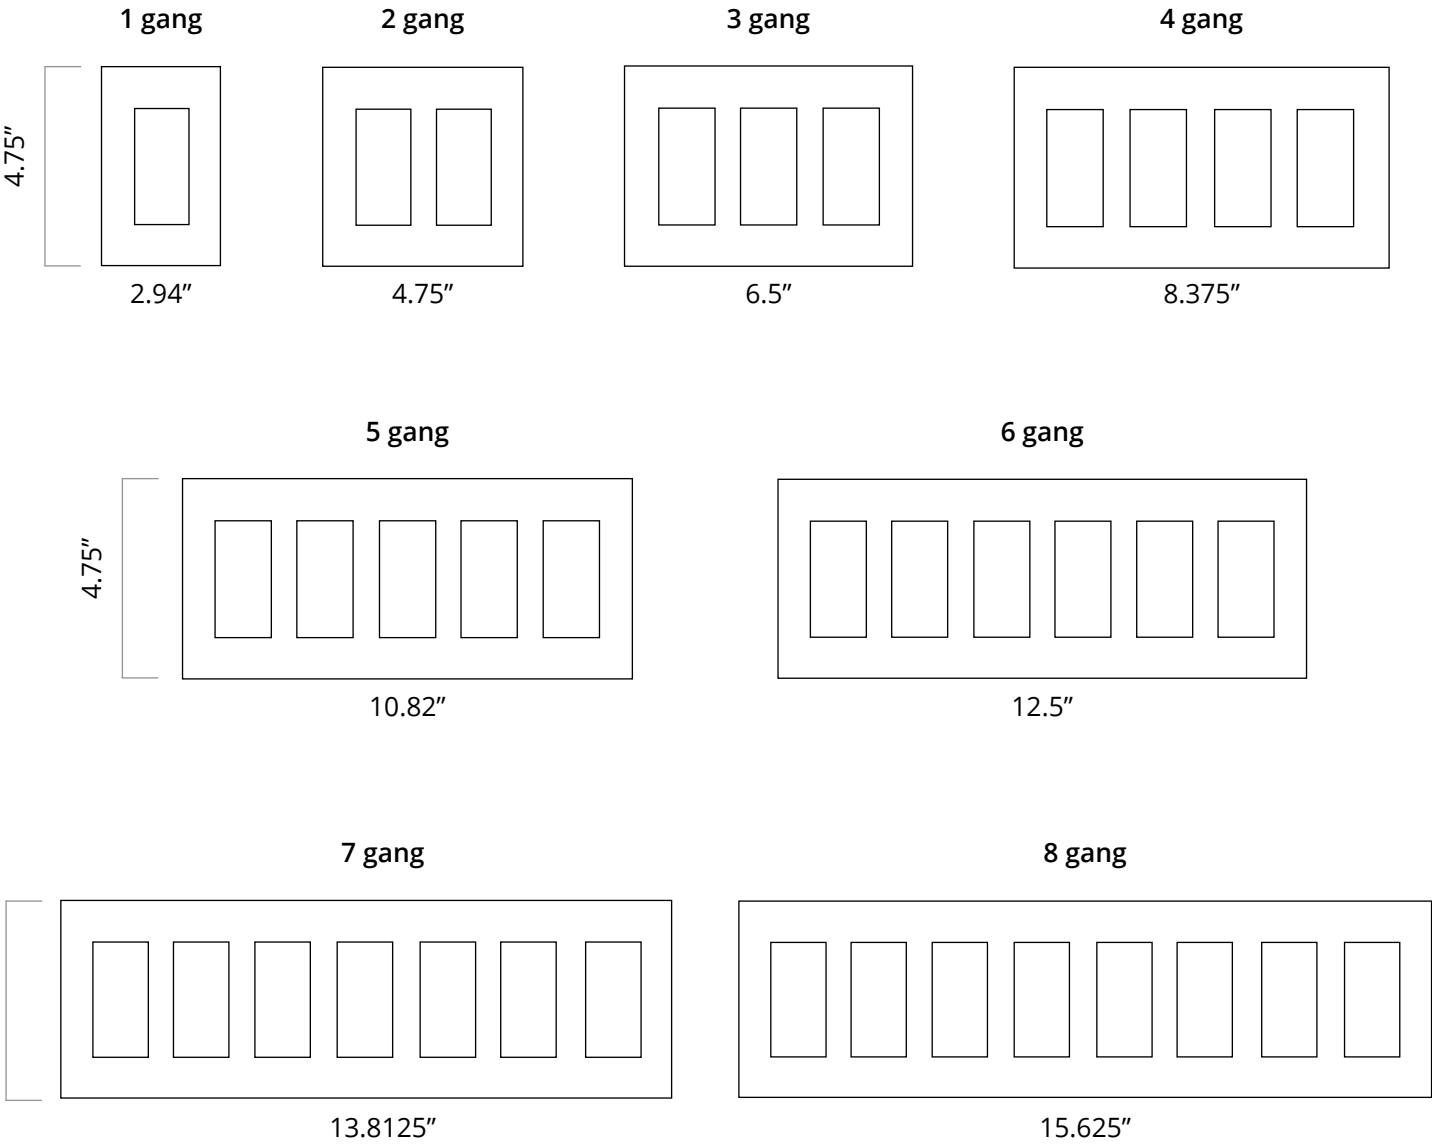 1 gang
2 gang
3 gang
4 gang
4.75”
2.94”
4.75”
6.5”
8.375”
5 gang
6 gang
4.75”
10.82”
12.5”
7 gang
8 gang
13.8125”
15.625”